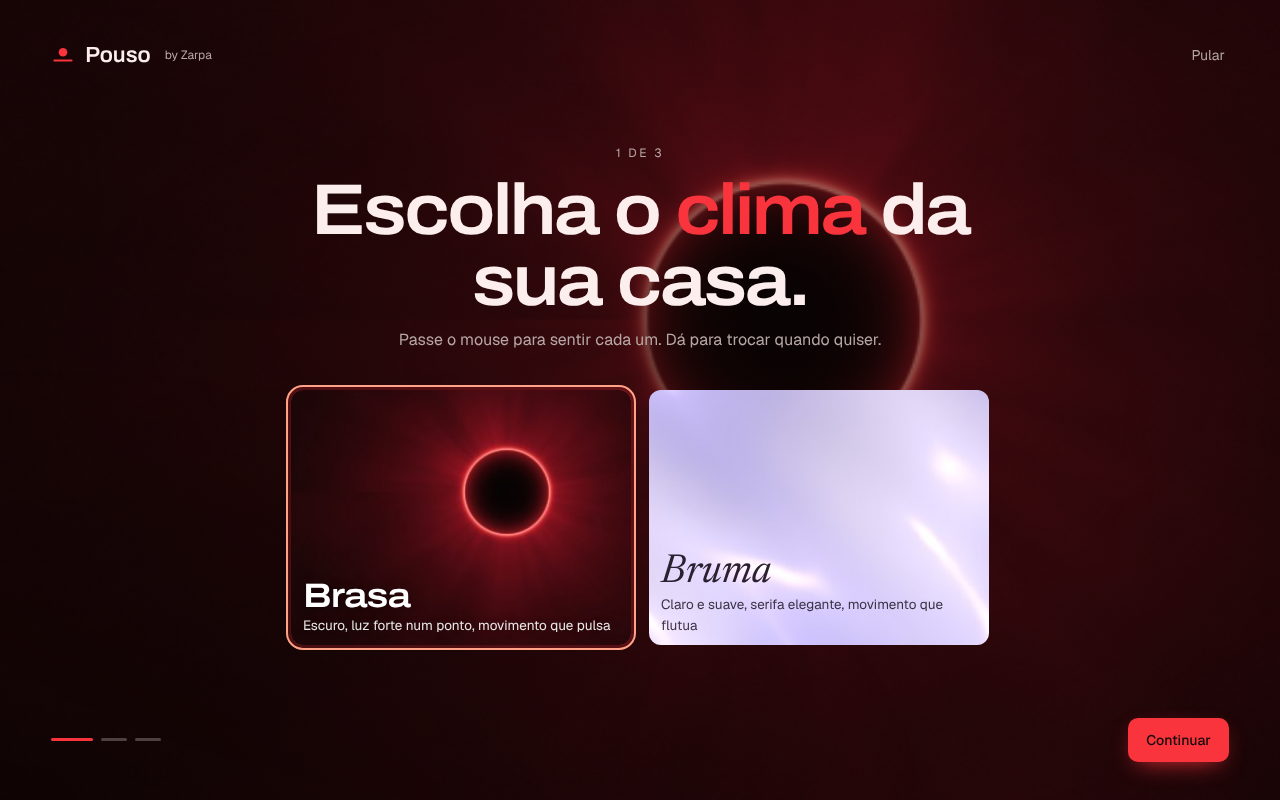 Pouso by Zarpa
Pular
1 DE 3
Escolha o clima da
sua casa.
Passe o mouse para sentir cada um. Dá para trocar quando quiser.
Brasa
Escuro, luz forte num ponto, movimento que pulsa
Bruma
Claro e suave, serifa elegante, movimento que
flutua
Continuar